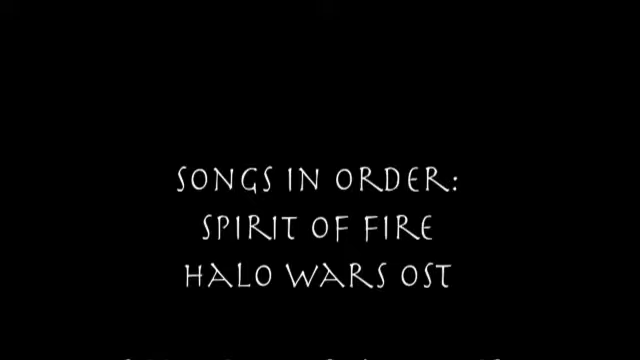 SONGS IN ORDER:
SPIRIT OF FIRE
HALO WARS OST